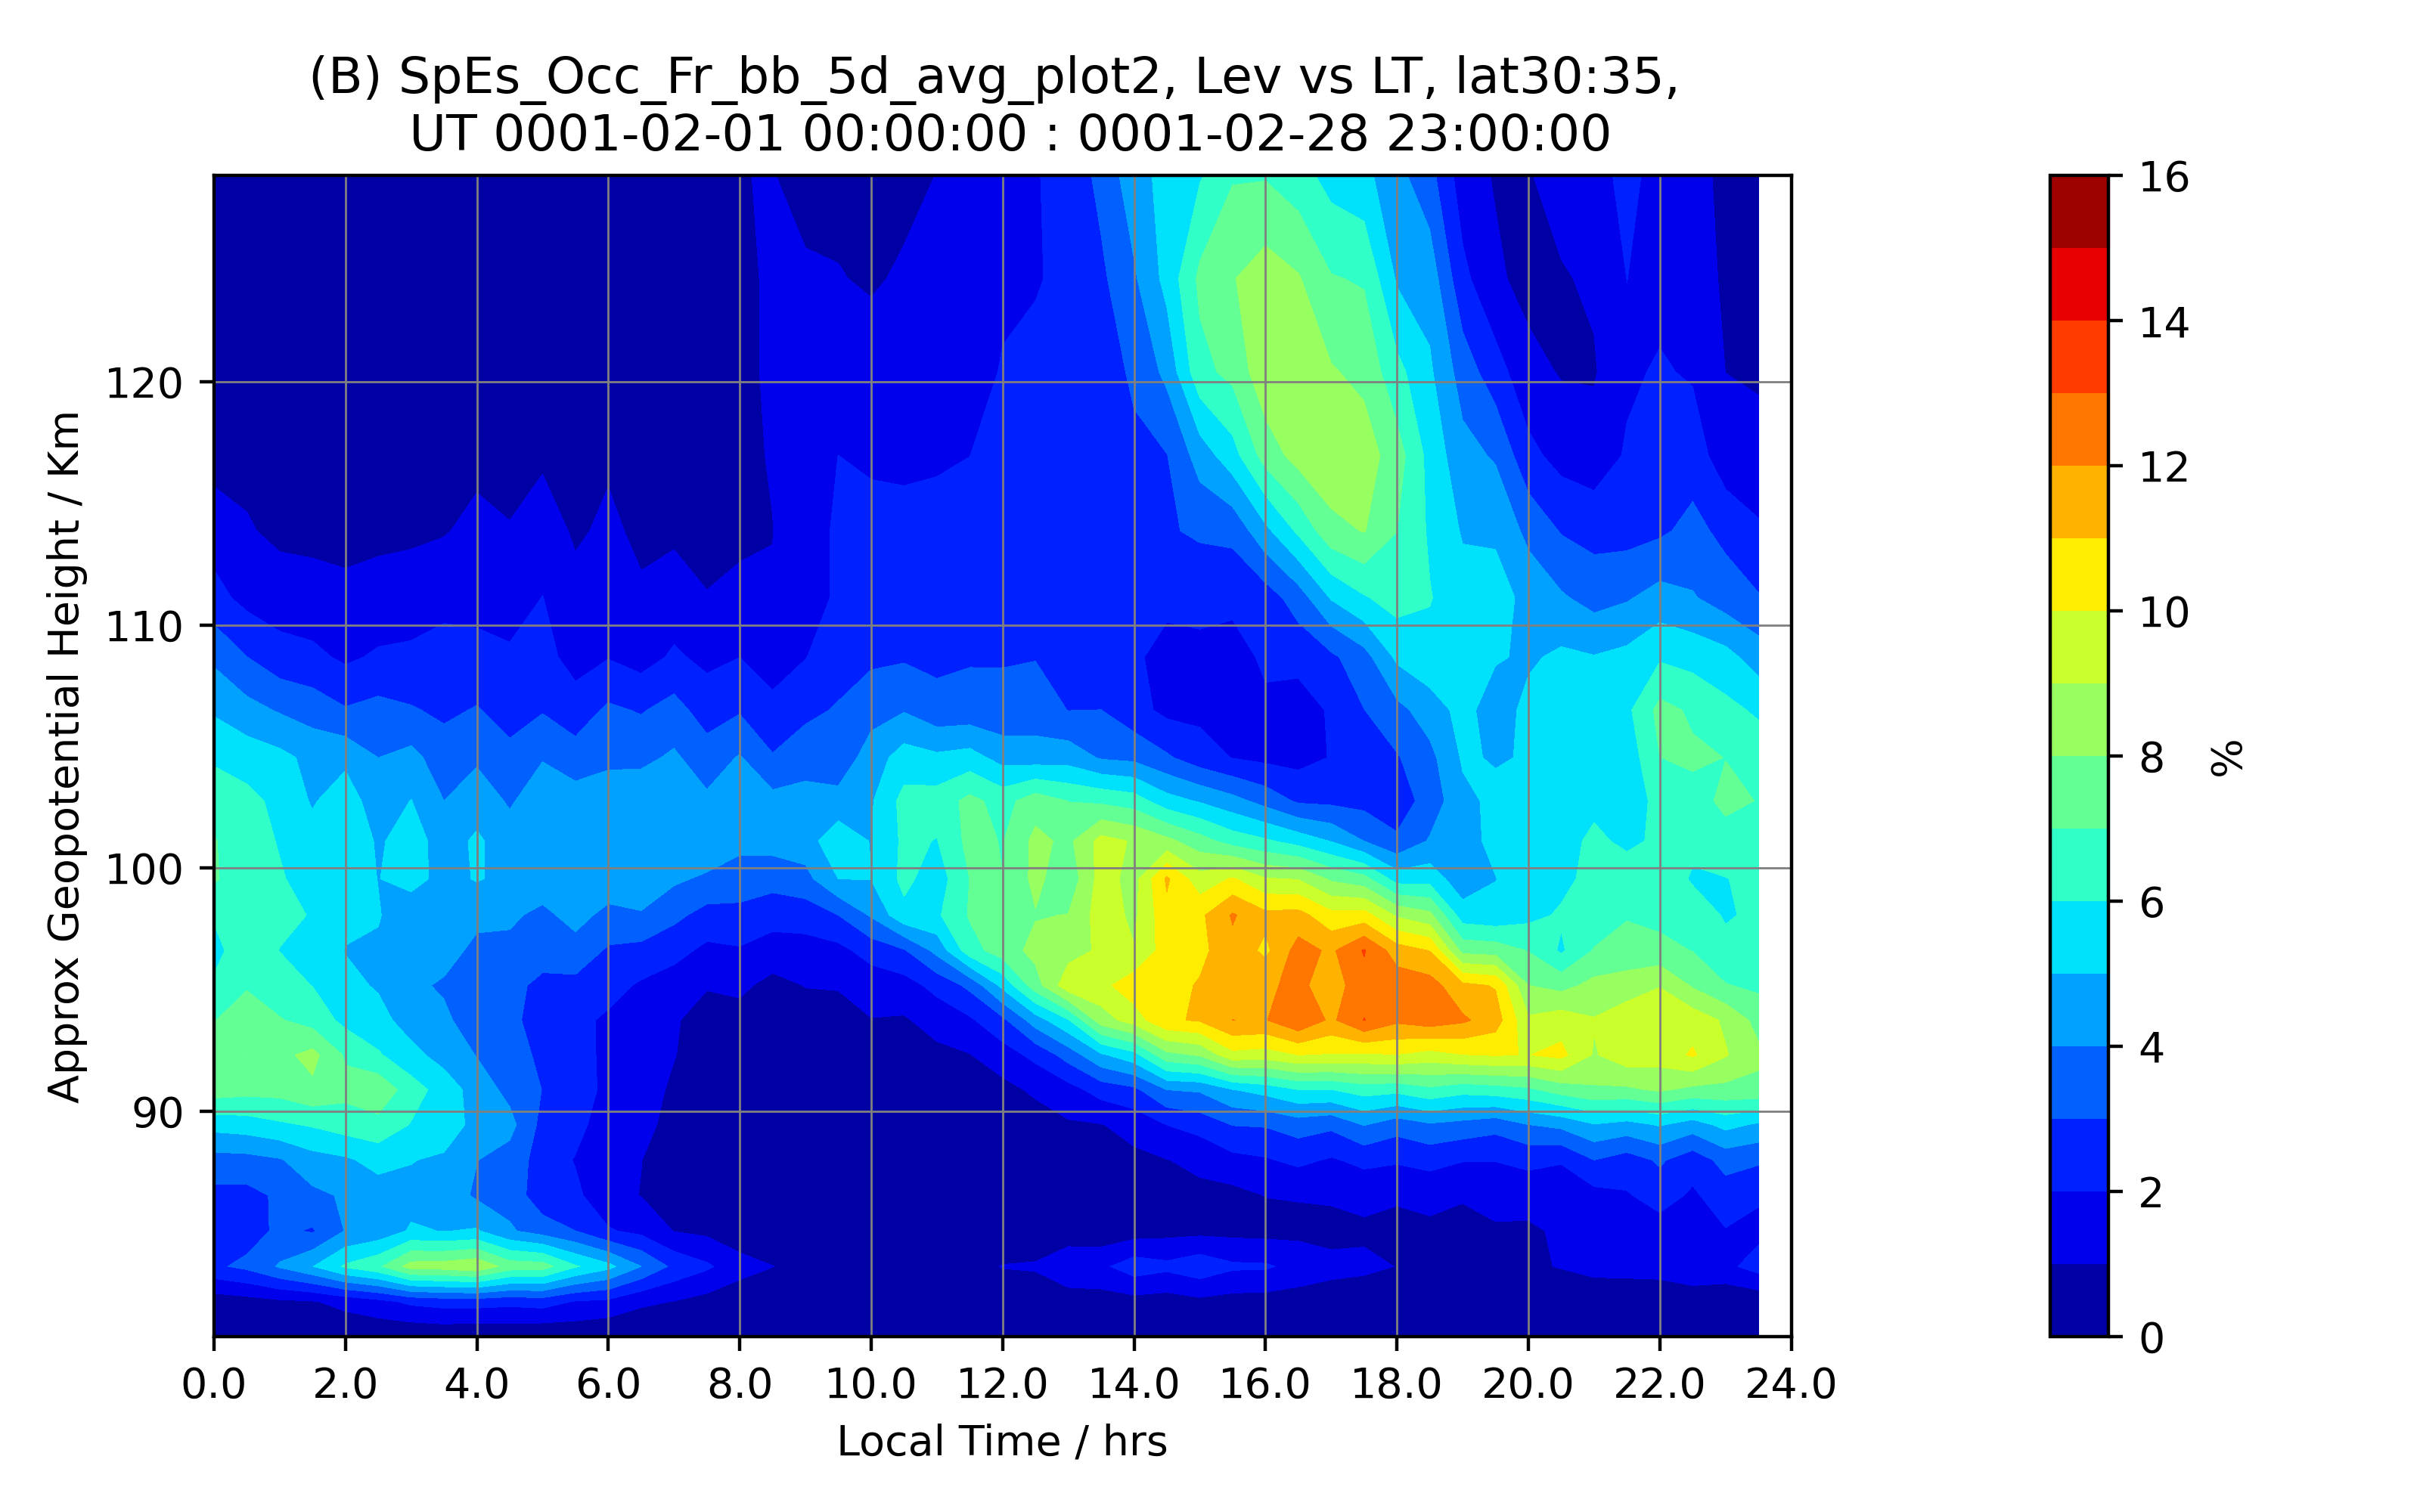 (B) SpEs_Occ_Fr_bb_5d_avg_plot2, Lev vs LT, lat30:35,
UT 0001-02-01 00:00:00 : 0001-02-28 23:00:00
Approx Geopotential Height / Km
120
110
100
90
0.0 2.0 4.0 6.0 8.0 10.0 12.0 14.0 16.0 18.0 20.0 22.0 24.0
Local Time / hrs
16
14
12
10
8
6
4
2
0
%